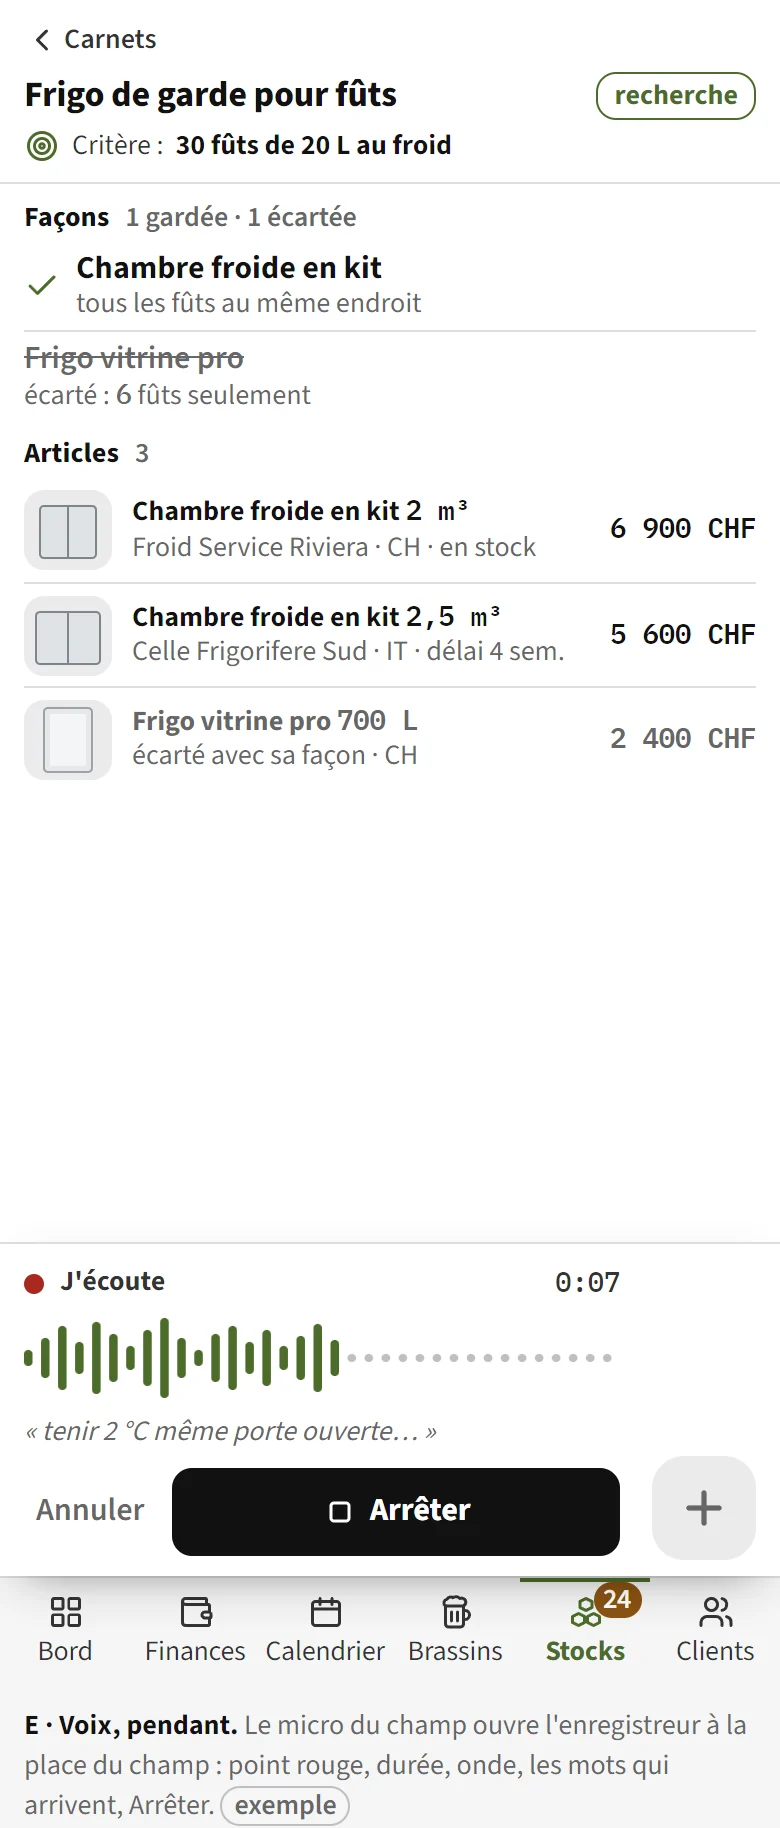 Carnets
Frigo de garde pour fûts
recherche
Critère : 30 fûts de 20 L au froid
Façons 1 gardée · 1 écartée
Chambre froide en kit
tous les fûts au même endroit
Frigo vitrine pro
écarté : 6 fûts seulement
Articles 3
Chambre froide en kit 2 m³
Froid Service Riviera · CH · en stock
6 900 CHF
Chambre froide en kit 2,5 m³
Celle Frigorifere Sud · IT · délai 4 sem.
5 600 CHF
Frigo vitrine pro 700 L
écarté avec sa façon · CH
2 400 CHF
J'écoute 0:07
« tenir 2 °C même porte ouverte… »
Annuler Arrêter
24
Bord Finances Calendrier Brassins Stocks Clients
E · Voix, pendant. Le micro du champ ouvre l'enregistreur à la
place du champ : point rouge, durée, onde, les mots qui
arrivent, Arrêter. exemple